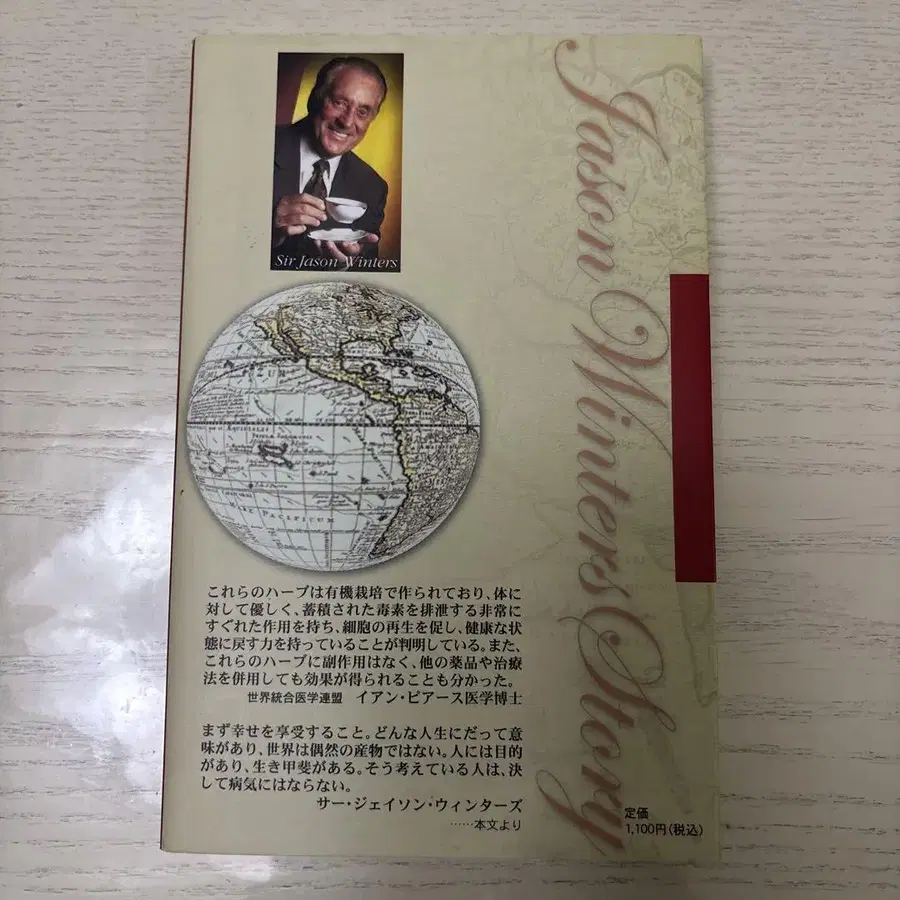 Sir Jason Winters
Jason Winters Story
これらのハーブは有機栽培で作られており、体に
対して優しく、蓄積された毒素を排泄する非常に
すぐれた作用を持ち、細胞の再生を促し、健康な状
態に戻す力を持っていることが判明している。また、
これらのハーブに副作用はなく、他の薬品や治療
法を併用しても効果が得られることも分かった。
世界統合医学連盟　イアン・ピアース医学博士
まず幸せを享受すること。どんな人生にだって意
味があり、世界は偶然の産物ではない。人には目的
があり、生き甲斐がある。そう考えている人は、決
して病気にはならない。
サー・ジェイソン・ウィンターズ
……本文より
定価
1,100円(税込)